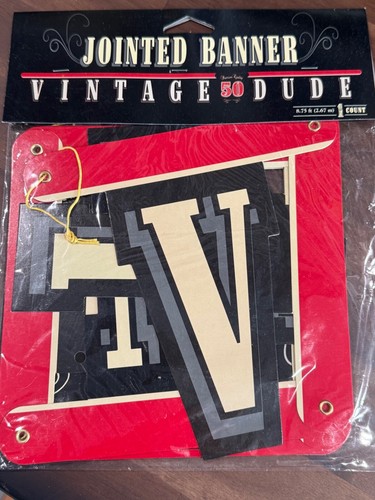 JOINTED BANNER
VINTAGE 50 DUDE
8.75 ft (2.67 m) 1 COUNT
V